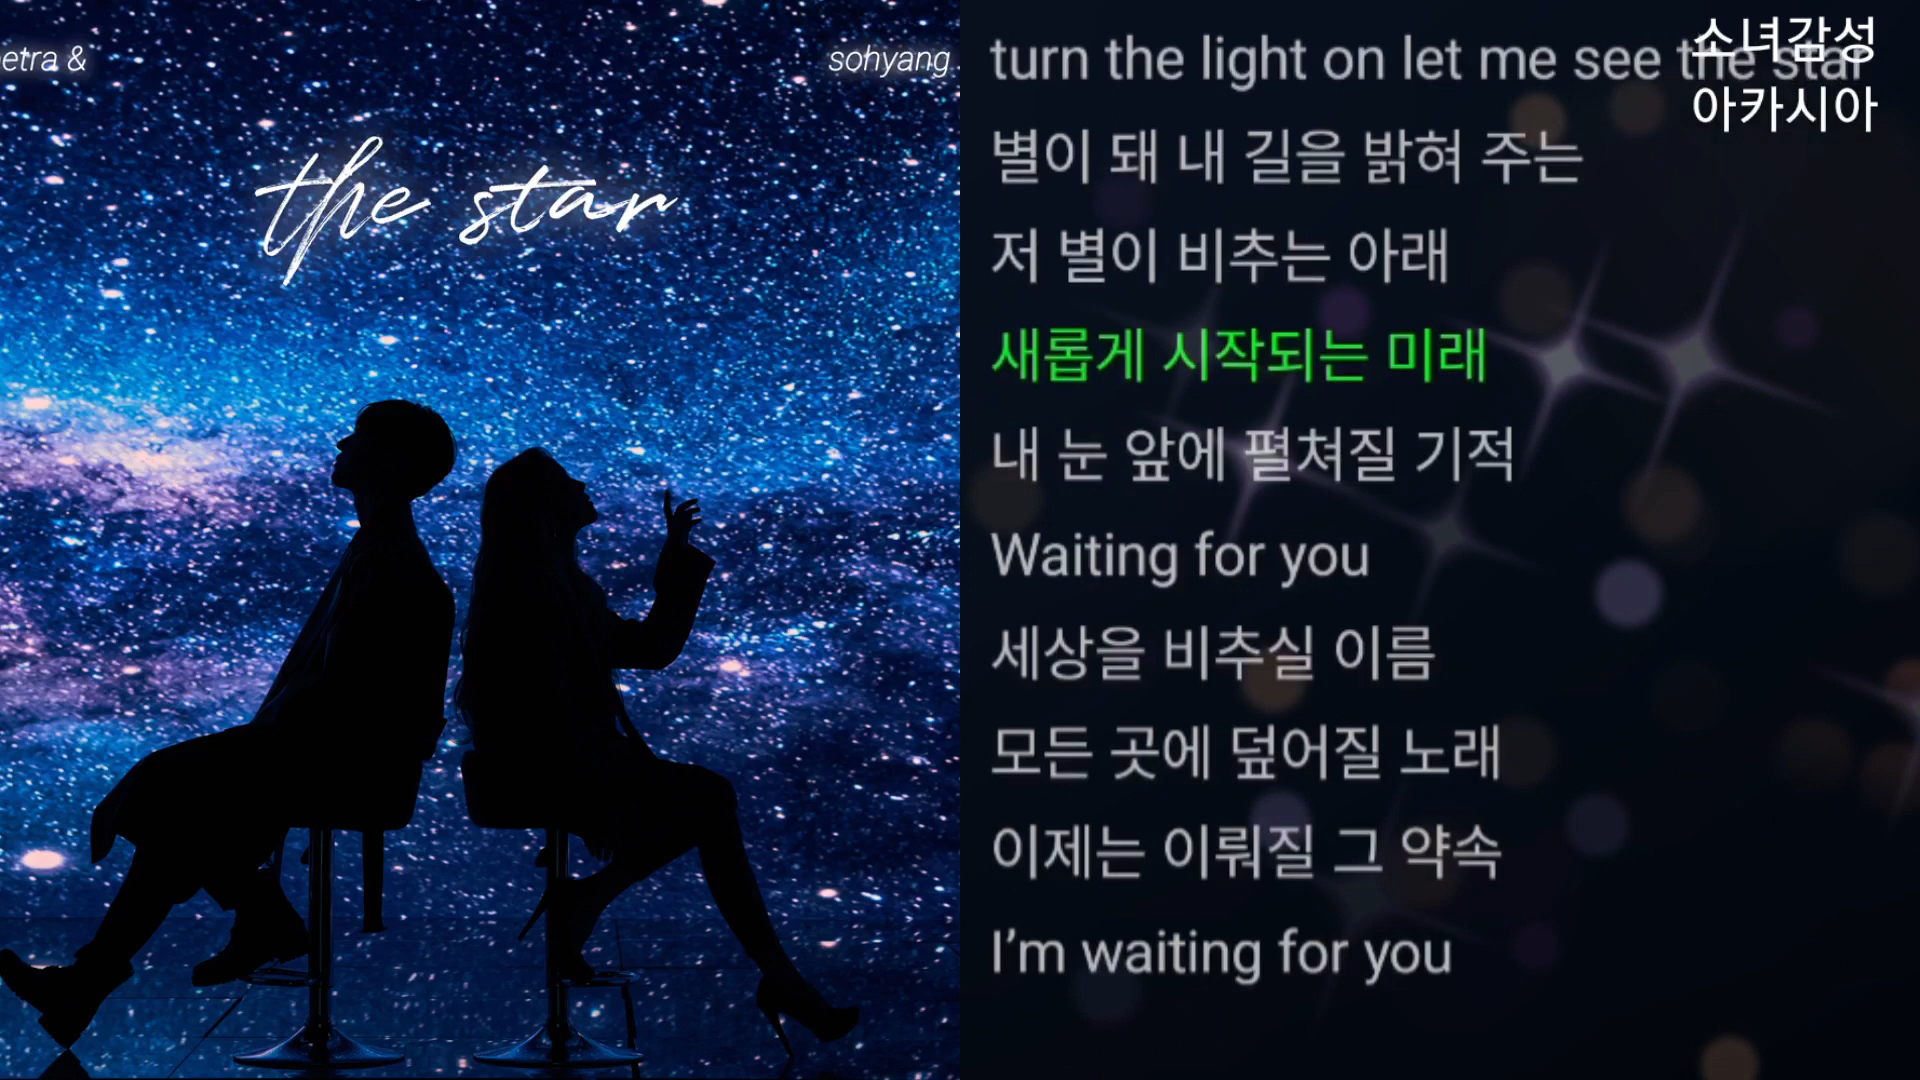 etra &
sohyang
the star
소녀감성
아카시아
turn the light on let me see the star
별이 돼 내 길을 밝혀 주는
저 별이 비추는 아래
새롭게 시작되는 미래
내 눈 앞에 펼쳐질 기적
Waiting for you
세상을 비추실 이름
모든 곳에 덮어질 노래
이제는 이뤄질 그 약속
I’m waiting for you